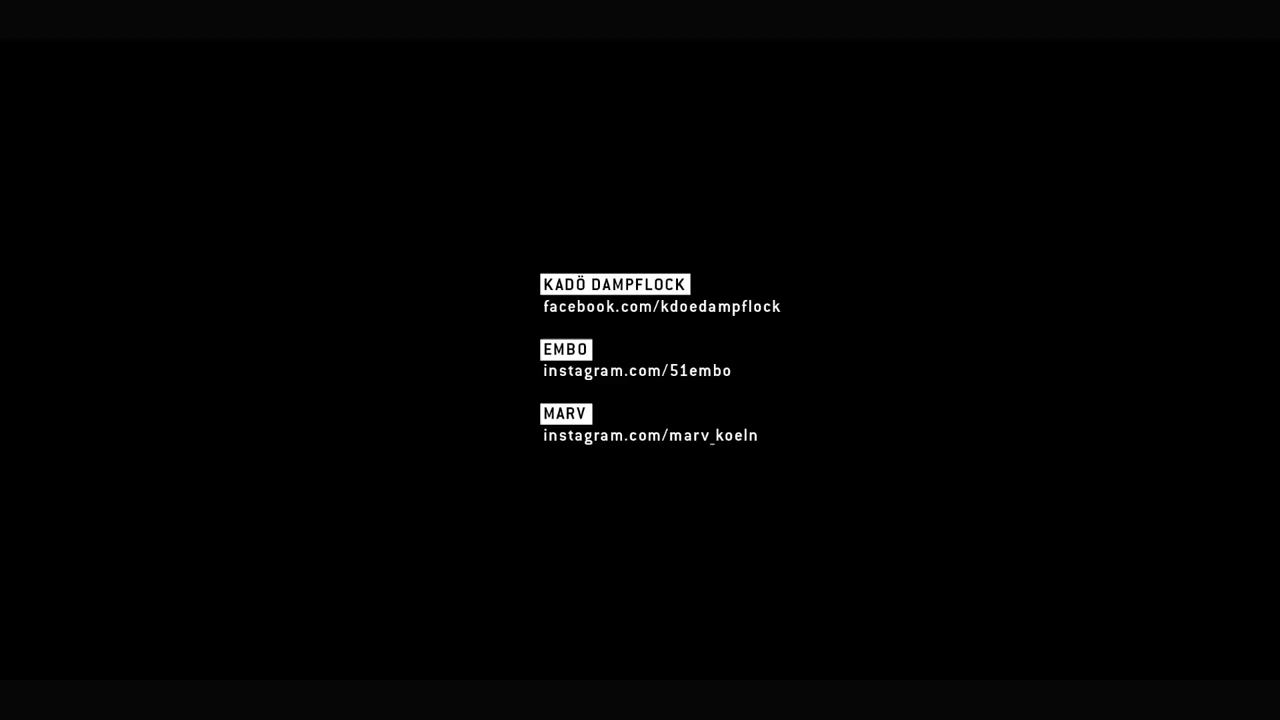 KADÖ DAMPFLOCK
facebook.com/kdoedampflock
EMBO
instagram.com/51embo
MARV
instagram.com/marv_koeln